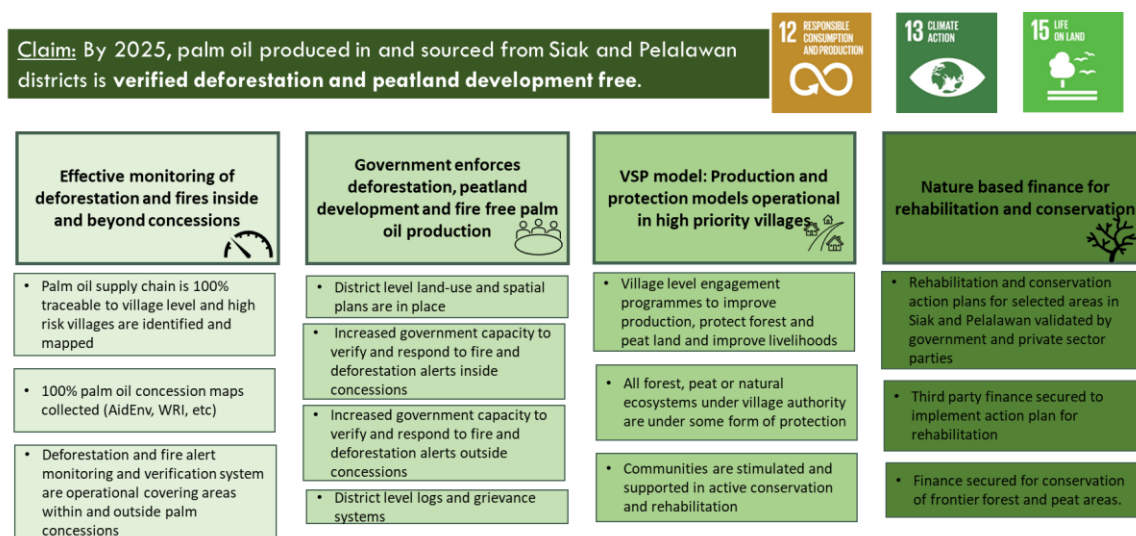 Claim: By 2025, palm oil produced in and sourced from Siak and Pelalawan
districts is verified deforestation and peatland development free.
12 RESPONSIBLE
CONSUMPTION
AND PRODUCTION
13 CLIMATE
ACTION
15 LIFE
ON LAND
Effective monitoring of
deforestation and fires inside
and beyond concessions
• Palm oil supply chain is 100%
traceable to village level and high
risk villages are identified and
mapped
• 100% palm oil concession maps
collected (AidEnv, WRI, etc)
• Deforestation and fire alert
monitoring and verification system
are operational covering areas
within and outside palm
concessions
Government enforces
deforestation, peatland
development and fire free palm
oil production
• District level land-use and spatial
plans are in place
• Increased government capacity to
verify and respond to fire and
deforestation alerts inside
concessions
• Increased government capacity to
verify and respond to fire and
deforestation alerts outside
concessions
• District level logs and grievance
systems
VSP model: Production and
protection models operational
in high priority villages
• Village level engagement
programmes to improve
production, protect forest and
peat land and improve livelihoods
• All forest, peat or natural
ecosystems under village authority
are under some form of protection
• Communities are stimulated and
supported in active conservation
and rehabilitation
Nature based finance for
rehabilitation and conservation
• Rehabilitation and conservation
action plans for selected areas in
Siak and Pelalawan validated by
government and private sector
parties
• Third party finance secured to
implement action plan for
rehabilitation
• Finance secured for conservation
of frontier forest and peat areas.